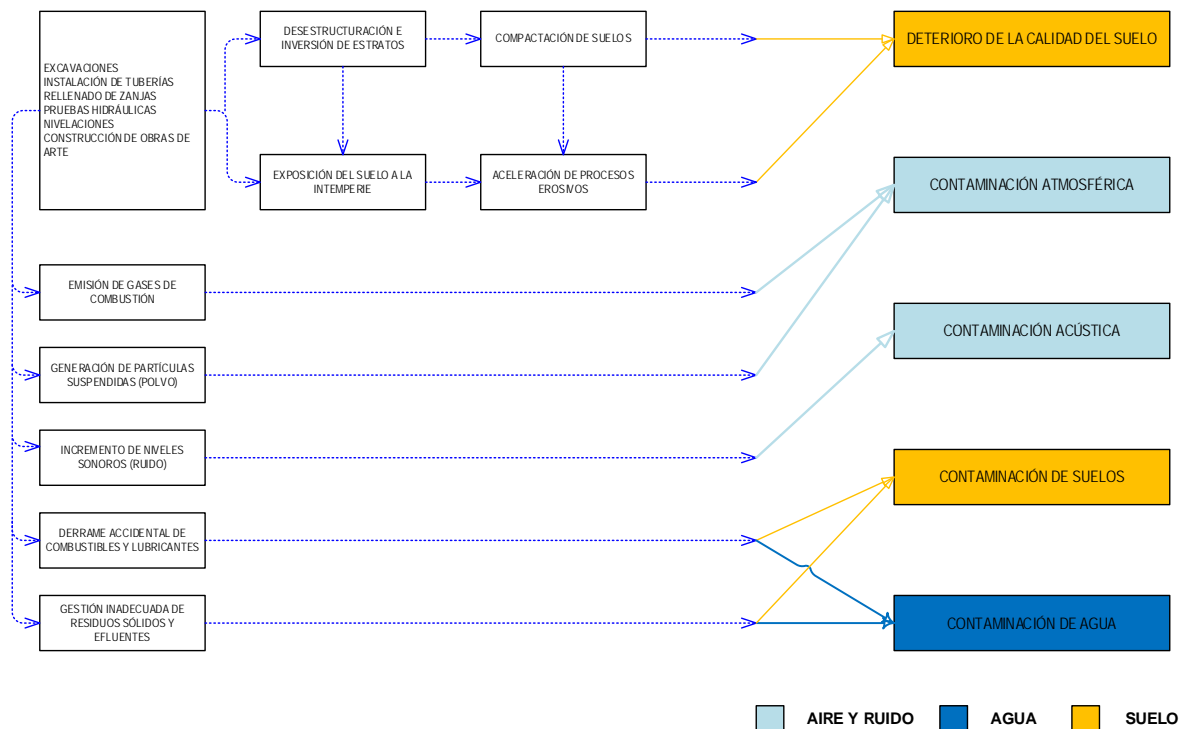 EXCAVACIONES
INSTALACIÓN DE TUBERÍAS
RELLENADO DE ZANJAS
PRUEBAS HIDRÁULICAS
NIVELACIONES
CONSTRUCCIÓN DE OBRAS DE
ARTE
DESESTRUCTURACIÓN E
INVERSIÓN DE ESTRATOS
COMPACTACIÓN DE SUELOS
DETERIORO DE LA CALIDAD DEL SUELO
EXPOSICIÓN DEL SUELO A LA
INTEMPERIE
ACELERACIÓN DE PROCESOS
EROSIVOS
CONTAMINACIÓN ATMOSFÉRICA
EMISIÓN DE GASES DE
COMBUSTIÓN
CONTAMINACIÓN ACÚSTICA
GENERACIÓN DE PARTÍCULAS
SUSPENDIDAS (POLVO)
INCREMENTO DE NIVELES
SONOROS (RUIDO)
CONTAMINACIÓN DE SUELOS
DERRAME ACCIDENTAL DE
COMBUSTIBLES Y LUBRICANTES
GESTIÓN INADECUADA DE
RESIDUOS SÓLIDOS Y
EFLUENTES
CONTAMINACIÓN DE AGUA
AIRE Y RUIDO
AGUA
SUELO